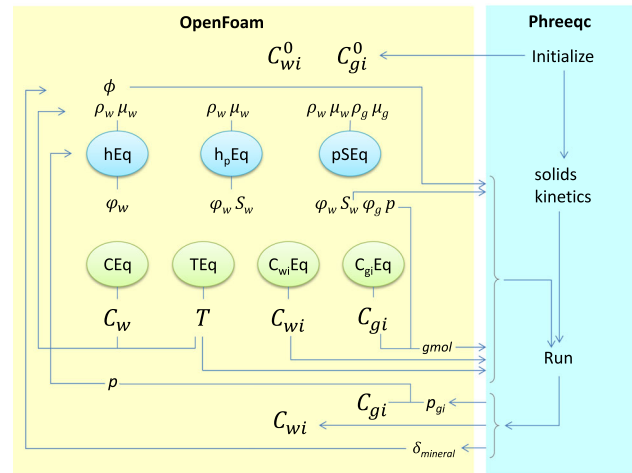 OpenFoam Phreeqc
C⁰wi C⁰gi Initialize
ϕ
ρw μw ρw μw ρw μw ρg μg
hEq hpEq pSEq
solids
kinetics
φw φw Sw φw Sw φg p
CEq TEq CwiEq CgiEq
Cw T Cwi Cgi
gmol
Run
p
Cgi pgi
Cwi
δmineral